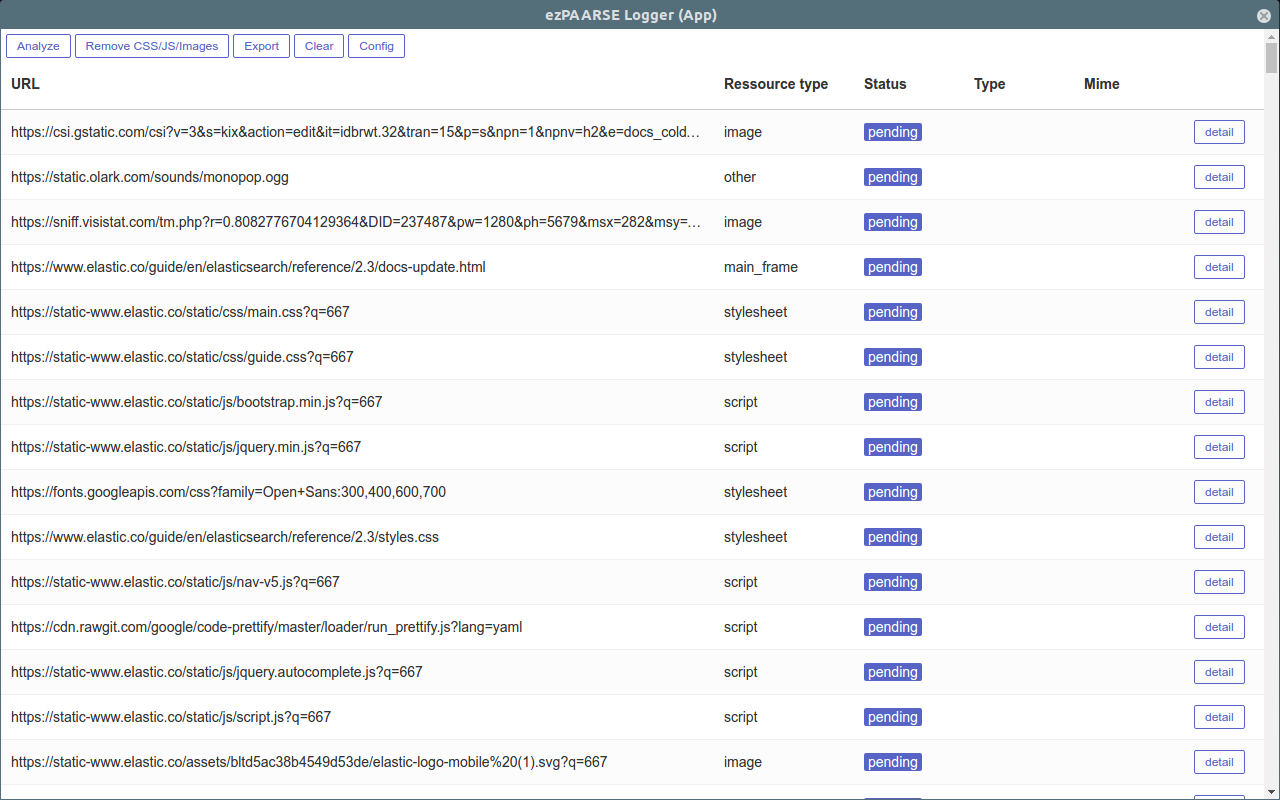 ezPAARSE Logger (App)
Analyze Remove CSS/JS/Images Export Clear Config
URL Ressource type Status Type Mime
https://csi.gstatic.com/csi?v=3&s=kix&action=edit&it=idbrwt.32&tran=15&p=s&npn=1&npnv=h2&e=docs_cold… image pending detail
https://static.olark.com/sounds/monopop.ogg other pending detail
https://sniff.visistat.com/tm.php?r=0.8082776704129364&DID=237487&pw=1280&ph=5679&msx=282&msy=… image pending detail
https://www.elastic.co/guide/en/elasticsearch/reference/2.3/docs-update.html main_frame pending detail
https://static-www.elastic.co/static/css/main.css?q=667 stylesheet pending detail
https://static-www.elastic.co/static/css/guide.css?q=667 stylesheet pending detail
https://static-www.elastic.co/static/js/bootstrap.min.js?q=667 script pending detail
https://static-www.elastic.co/static/js/jquery.min.js?q=667 script pending detail
https://fonts.googleapis.com/css?family=Open+Sans:300,400,600,700 stylesheet pending detail
https://www.elastic.co/guide/en/elasticsearch/reference/2.3/styles.css stylesheet pending detail
https://static-www.elastic.co/static/js/nav-v5.js?q=667 script pending detail
https://cdn.rawgit.com/google/code-prettify/master/loader/run_prettify.js?lang=yaml script pending detail
https://static-www.elastic.co/static/js/jquery.autocomplete.js?q=667 script pending detail
https://static-www.elastic.co/static/js/script.js?q=667 script pending detail
https://static-www.elastic.co/assets/bltd5ac38b4549d53de/elastic-logo-mobile%20(1).svg?q=667 image pending detail